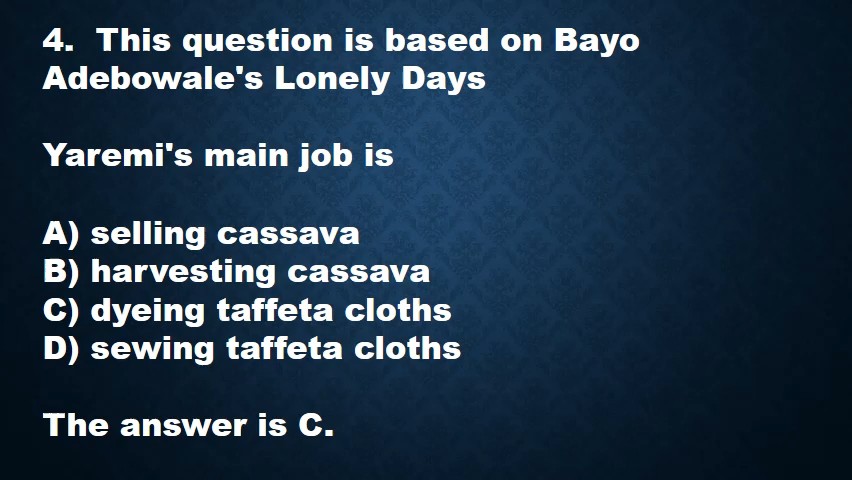 4.  This question is based on Bayo
Adebowale's Lonely Days
Yaremi's main job is
A) selling cassava
B) harvesting cassava
C) dyeing taffeta cloths
D) sewing taffeta cloths
The answer is C.